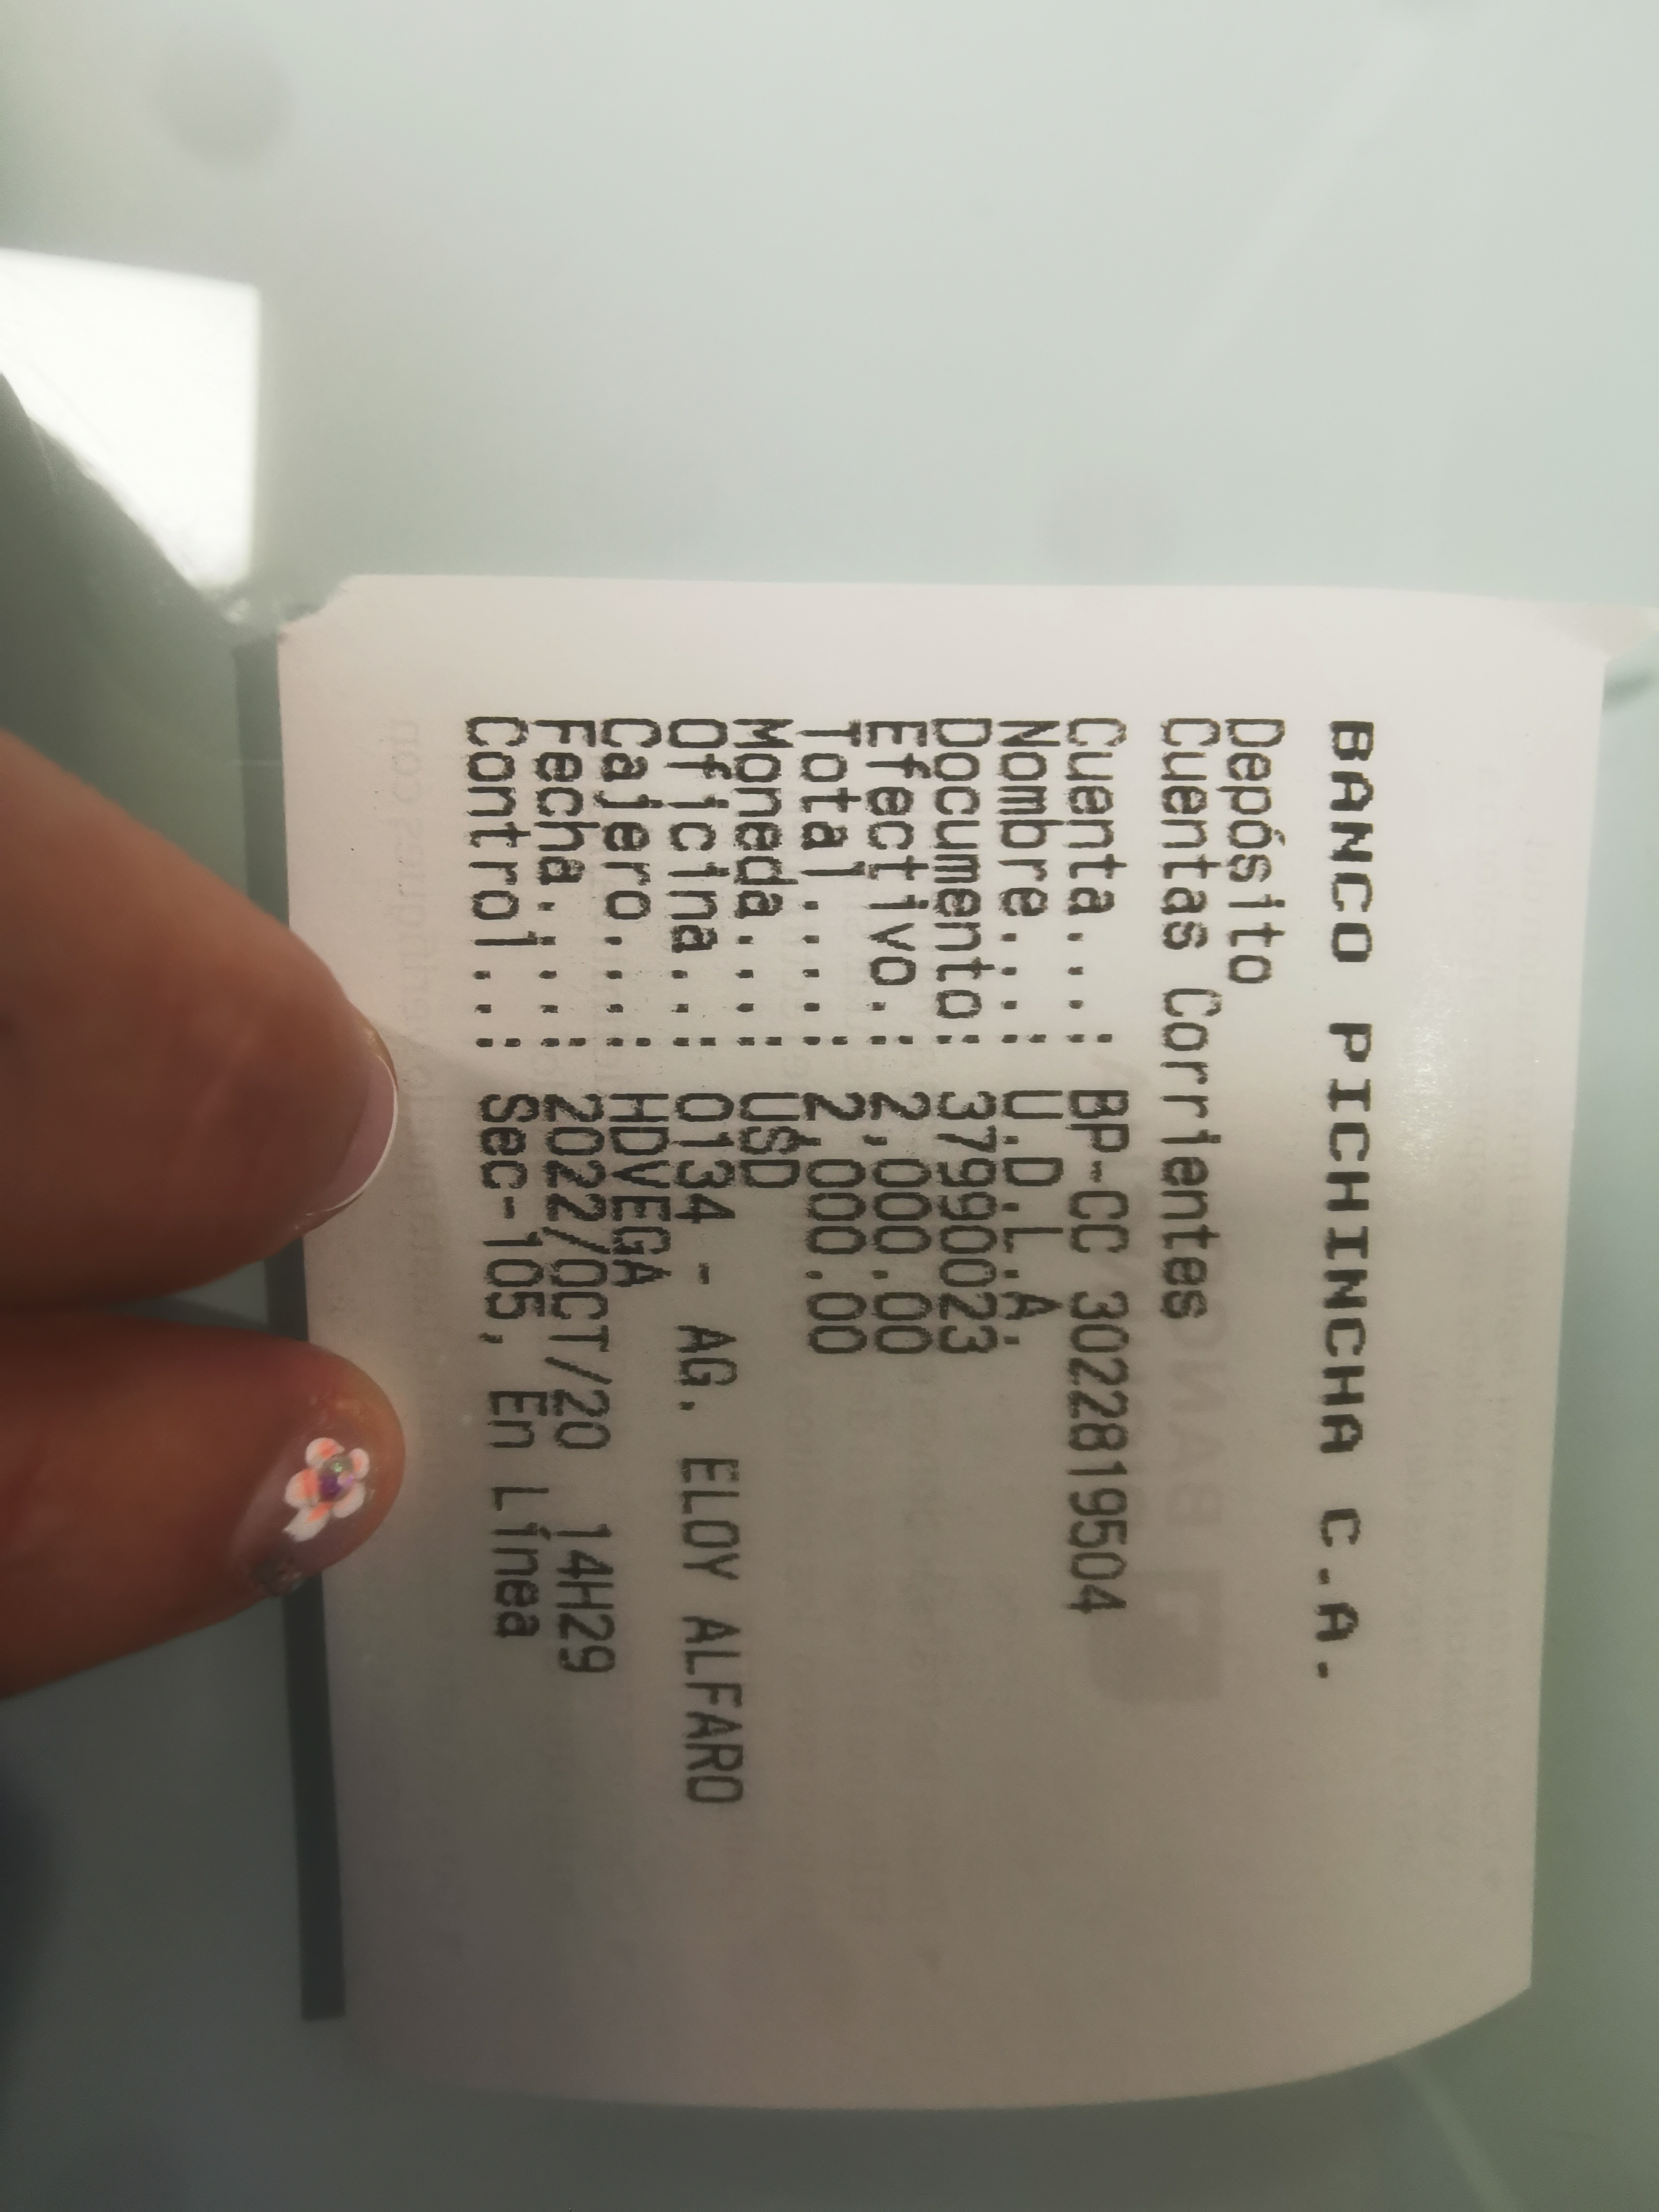 BANCO PICHINCHA C.A.
Depósito
Cuentas Corrientes
Cuenta...: BP-CC 3022819504
Nombre...: U.D.L.A.
Documento: 37990023
Efectivo.: 2,000.00
Total....: 2,000.00
Moneda...: USD
Oficina..: 0134 - AG. ELOY ALFARO
Cajero...: HDVEGA
Fecha....: 2022/OCT/20 14H29
Control..: Sec-105, En Línea